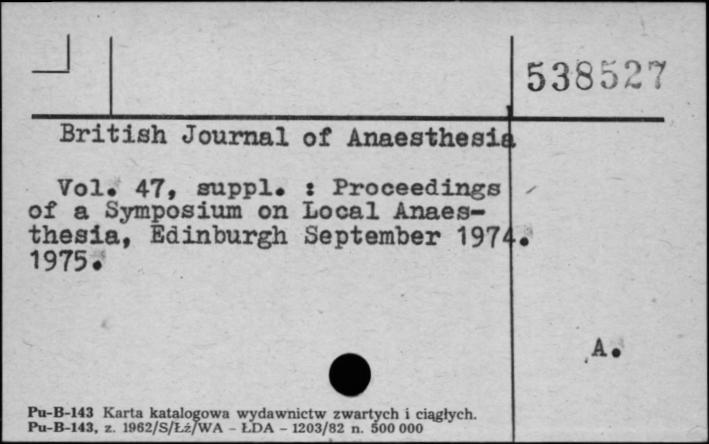 538527
British Journal of Anaesthesia
Vol. 47, suppl. : Proceedings
of a Symposium on Local Anaes-
thesia, Edinburgh September 1974.
1975.
A.
Pu-B-143 Karta katalogowa wydawnictw zwartych i ciągłych.
Pu-B-143, z. 1962/S/Łź/WA - ŁDA - 1203/82 n. 500 000